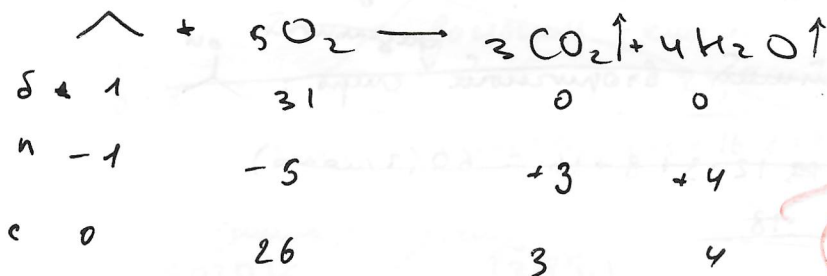 + 5O₂ → 3CO₂↑ + 4H₂O↑
δ 1 31 0 0
n -1 -5 +3 +4
c 0 26 3 4